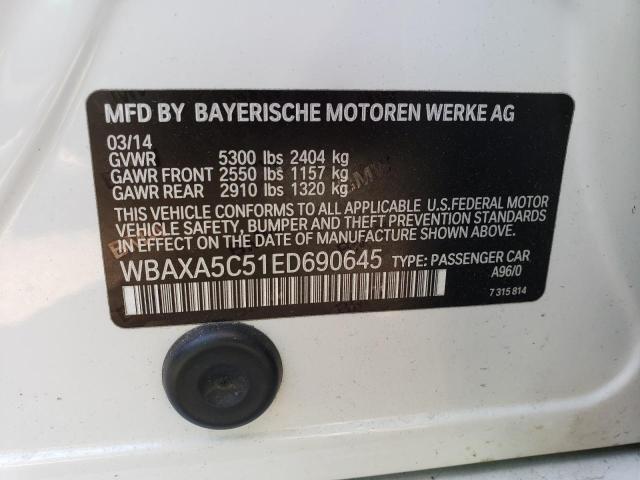 MFD BY BAYERISCHE MOTOREN WERKE AG
03/14
GVWR 5300 lbs 2404 kg
GAWR FRONT 2550 lbs 1157 kg
GAWR REAR 2910 lbs 1320 kg
THIS VEHICLE CONFORMS TO ALL APPLICABLE U.S.FEDERAL MOTOR
VEHICLE SAFETY, BUMPER AND THEFT PREVENTION STANDARDS
IN EFFECT ON THE DATE OF MANUFACTURE SHOWN ABOVE.
WBAXA5C51ED690645 TYPE: PASSENGER CAR
A96/0
7 315 814